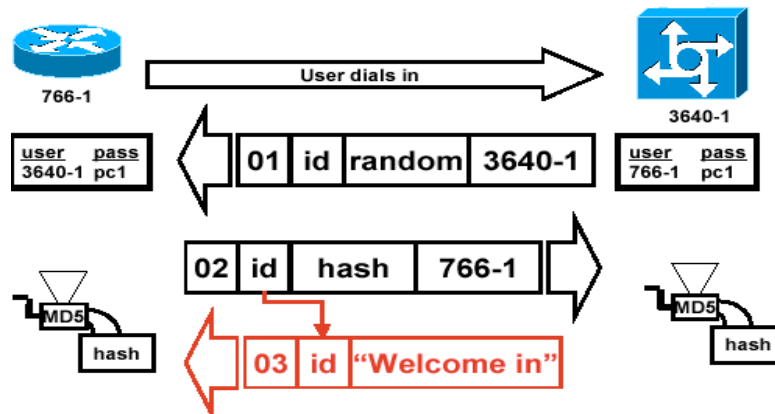 User dials in
766-1
3640-1
user pass
3640-1 pc1
01 id random 3640-1
user pass
766-1 pc1
02 id hash 766-1
MD5
hash
MD5
hash
03 id “Welcome in”